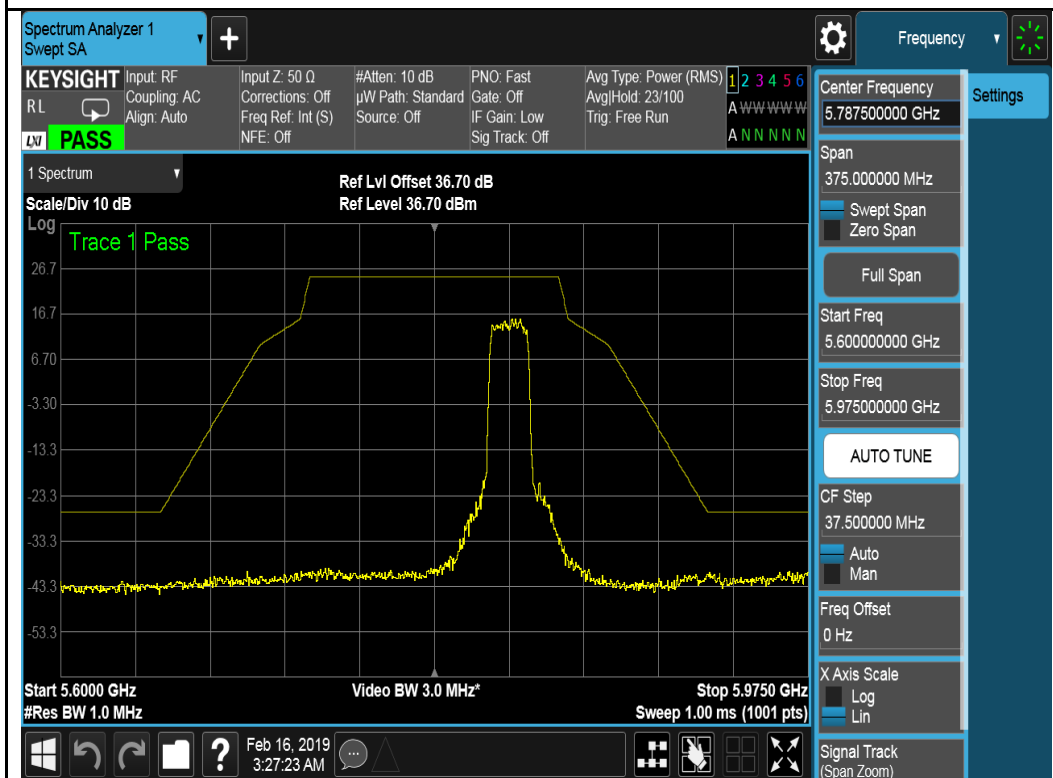 Spectrum Analyzer 1
Swept SA
+
Frequency
KEYSIGHT
RL
LXI PASS
Input: RF
Coupling: AC
Align: Auto
Input Z: 50 Ω
Corrections: Off
Freq Ref: Int (S)
NFE: Off
#Atten: 10 dB
µW Path: Standard
Source: Off
PNO: Fast
Gate: Off
IF Gain: Low
Sig Track: Off
Avg Type: Power (RMS)
Avg|Hold: 23/100
Trig: Free Run
1 2 3 4 5 6
A W W W W W
A N N N N N
1 Spectrum
Scale/Div 10 dB
Ref Lvl Offset 36.70 dB
Ref Level 36.70 dBm
Log
Trace 1 Pass
26.7
16.7
6.70
-3.30
-13.3
-23.3
-33.3
-43.3
-53.3
Start 5.6000 GHz
#Res BW 1.0 MHz
Video BW 3.0 MHz*
Stop 5.9750 GHz
Sweep 1.00 ms (1001 pts)
?
Feb 16, 2019
3:27:23 AM
Center Frequency
5.787500000 GHz
Settings
Span
375.000000 MHz
Swept Span
Zero Span
Full Span
Start Freq
5.600000000 GHz
Stop Freq
5.975000000 GHz
AUTO TUNE
CF Step
37.500000 MHz
Auto
Man
Freq Offset
0 Hz
X Axis Scale
Log
Lin
Signal Track
(Span Zoom)